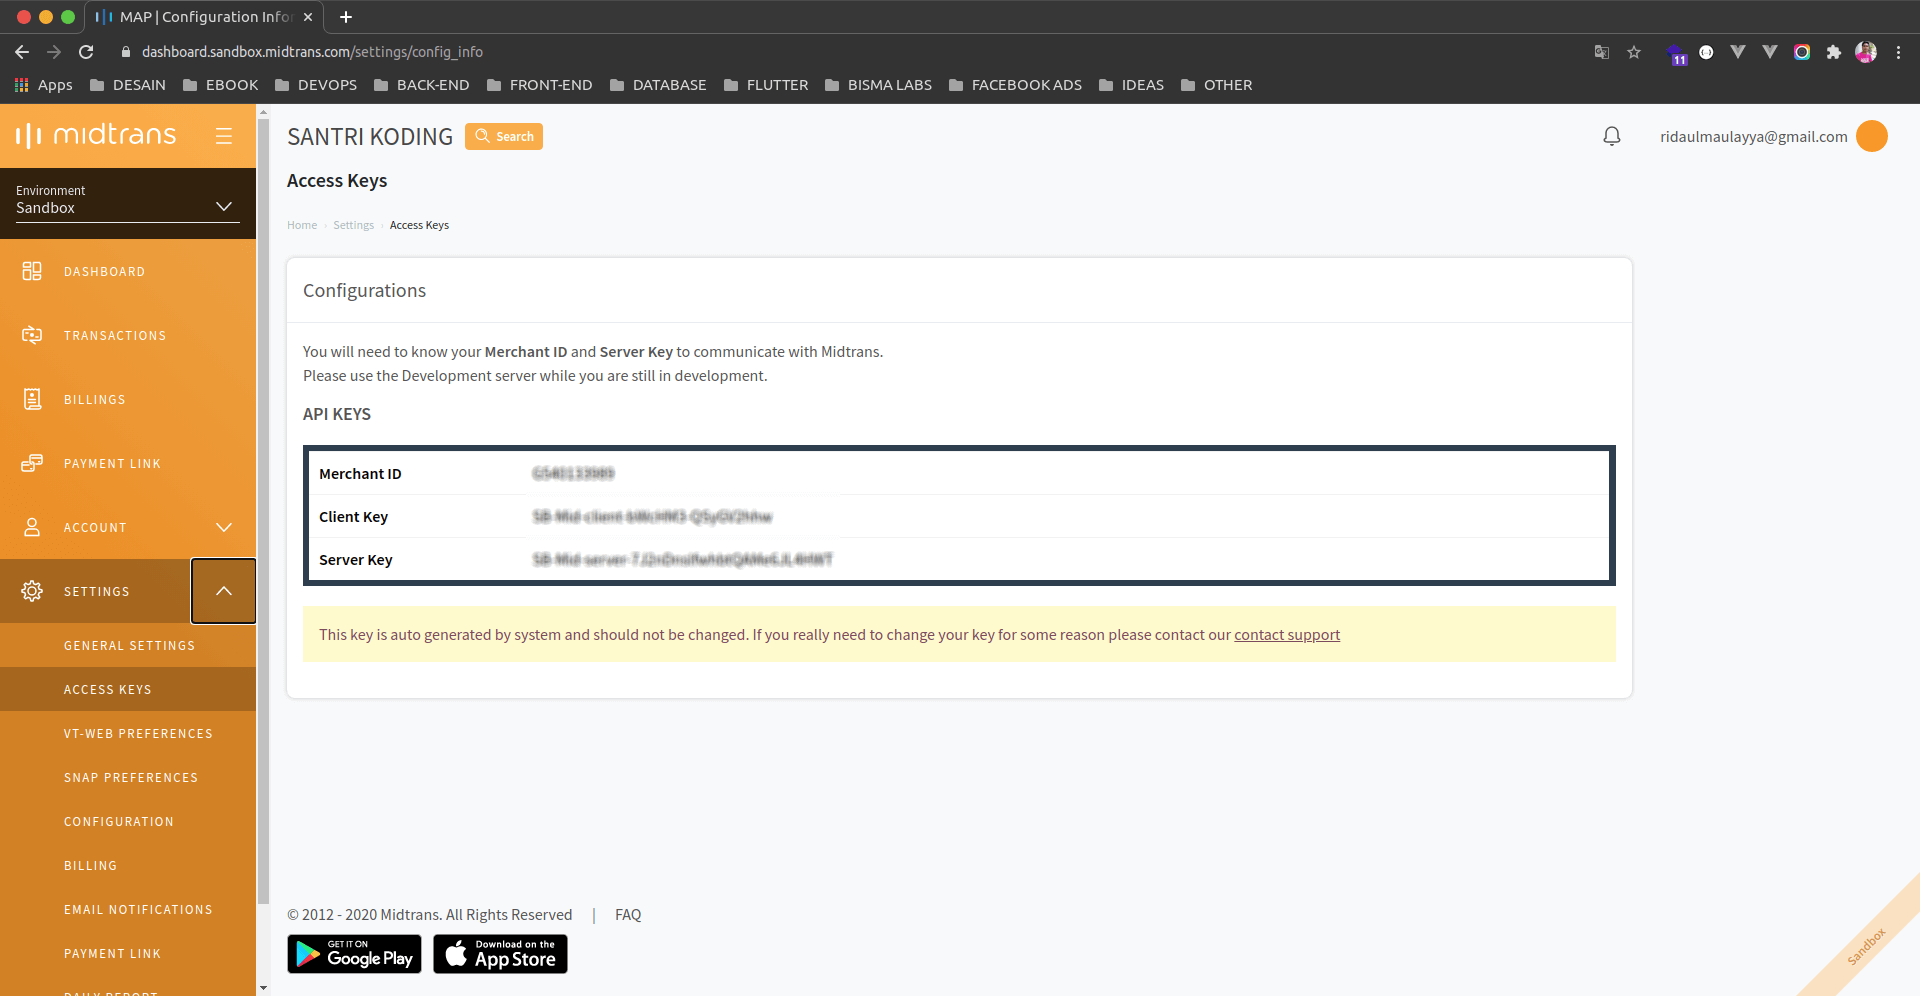 MAP | Configuration Infor
dashboard.sandbox.midtrans.com/settings/config_info
11
Apps DESAIN EBOOK DEVOPS BACK-END FRONT-END DATABASE FLUTTER BISMA LABS FACEBOOK ADS IDEAS OTHER
midtrans
Environment
Sandbox
DASHBOARD
TRANSACTIONS
BILLINGS
PAYMENT LINK
ACCOUNT
SETTINGS
GENERAL SETTINGS
ACCESS KEYS
VT-WEB PREFERENCES
SNAP PREFERENCES
CONFIGURATION
BILLING
EMAIL NOTIFICATIONS
PAYMENT LINK
DAILY REPORT
SANTRI KODING Search
ridaulmaulayya@gmail.com
Access Keys
Home › Settings › Access Keys
Configurations
You will need to know your Merchant ID and Server Key to communicate with Midtrans.
Please use the Development server while you are still in development.
API KEYS
Merchant ID
Client Key
Server Key
This key is auto generated by system and should not be changed. If you really need to change your key for some reason please contact our contact support
© 2012 - 2020 Midtrans. All Rights Reserved | FAQ
GET IT ON
Google Play
Download on the
App Store
Sandbox